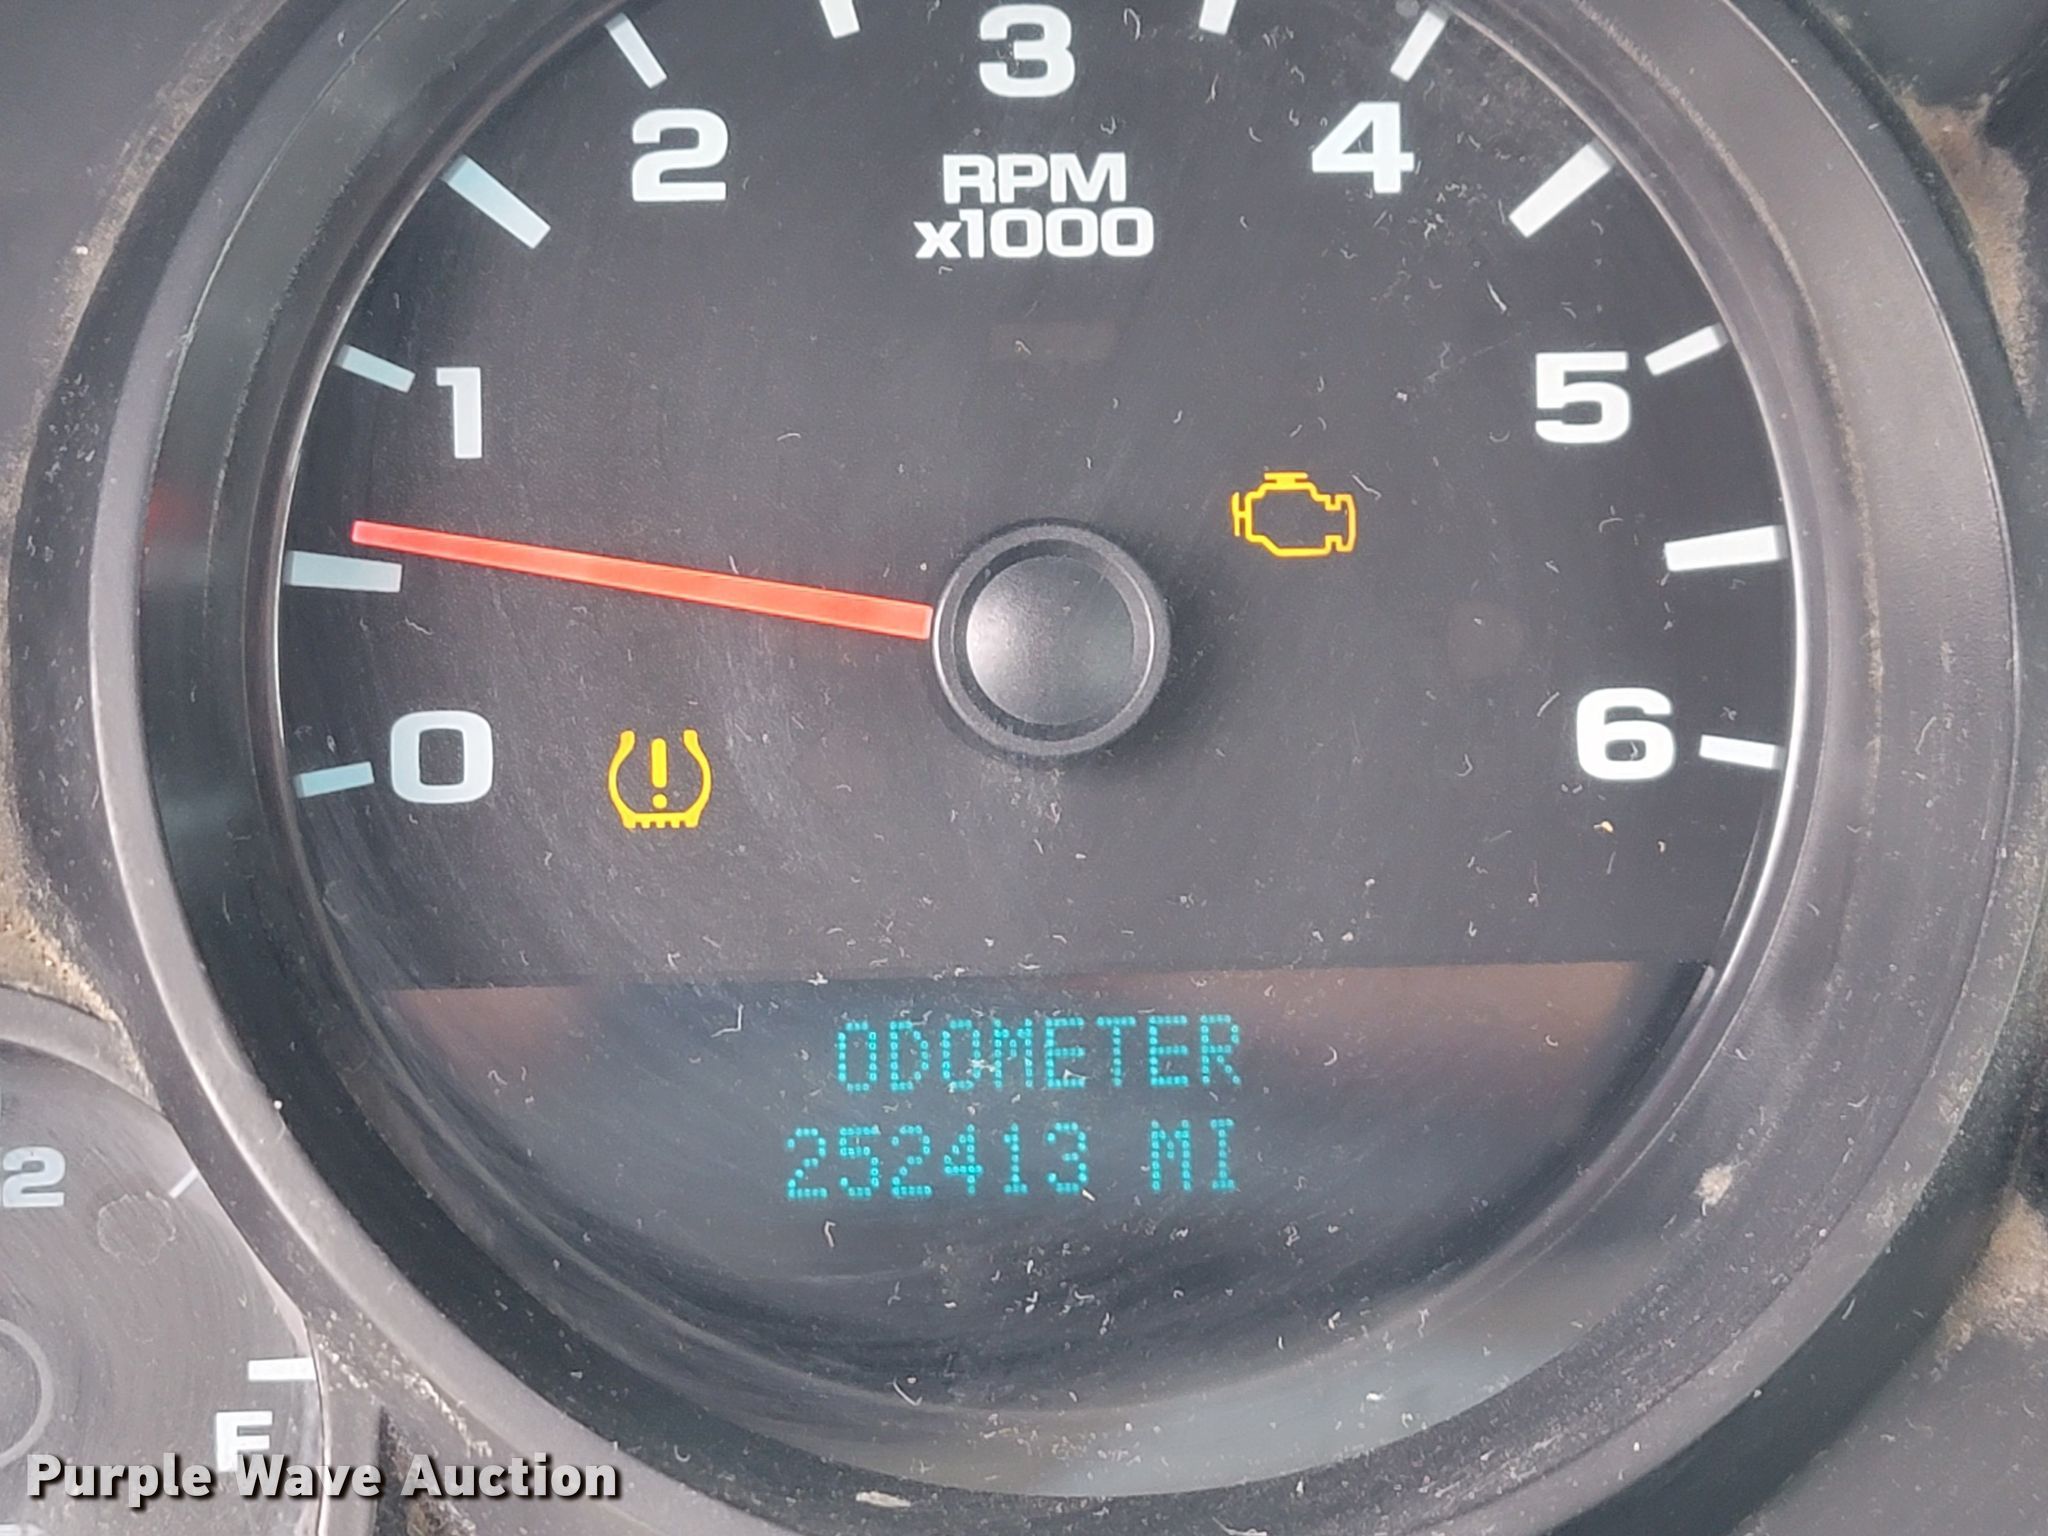 3
2
4
RPM
x1000
1
5
0
6
ODOMETER
252413 MI
2
F
Purple Wave Auction